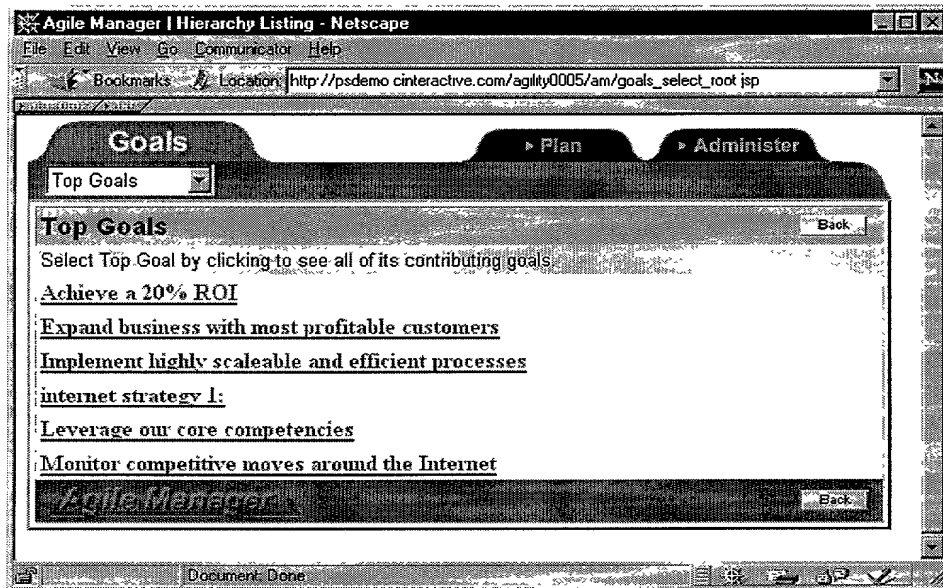 Agile Manager | Hierarchy Listing - Netscape
File Edit View Go Communicator Help
Bookmarks Location: http://psdemo cinteractive.com/agility0005/am/goals_select_root jsp
Goals Plan Administer
Top Goals
Top Goals Back
Select Top Goal by clicking to see all of its contributing goals
Achieve a 20% ROI
Expand business with most profitable customers
Implement highly scaleable and efficient processes
internet strategy 1:
Leverage our core competencies
Monitor competitive moves around the Internet
Agile Manager Back
Document: Done